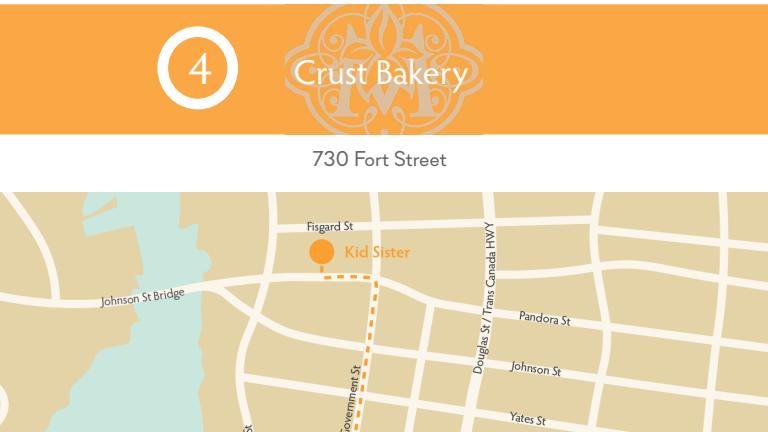 4
Crust Bakery
730 Fort Street
Fisgard St
Kid Sister
Johnson St Bridge
Douglas St / Trans Canada HWY
Pandora St
Johnson St
Government St
Yates St
St